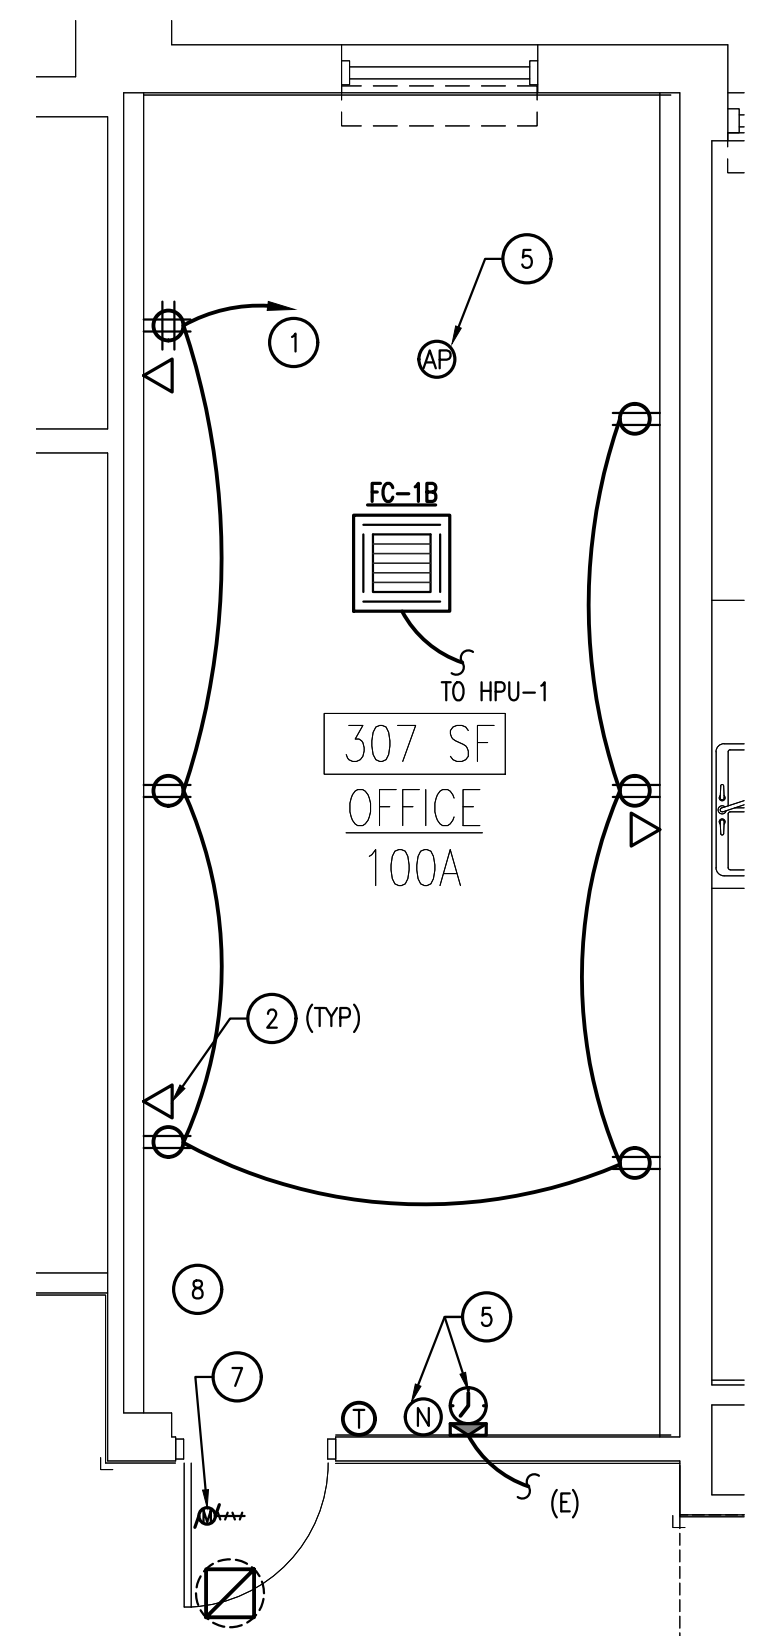 5
1
AP
FC-1B
TO HPU-1
307 SF
OFFICE
100A
2 (TYP)
8
5
7
T
N
(E)
M